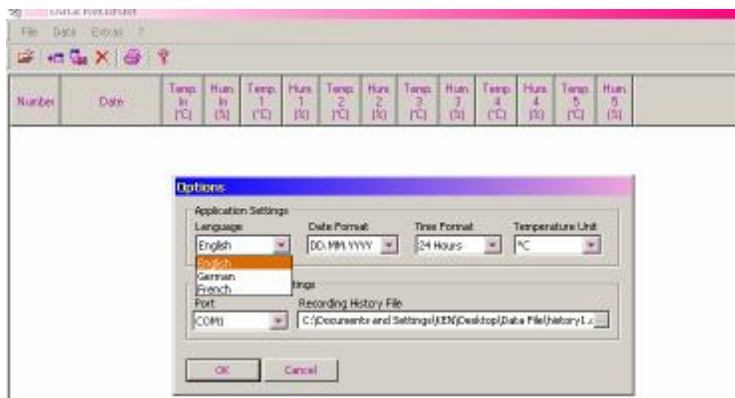 Data Recorder
File Data Extras ?
Number Date Temp. In (°C) Hum. In (%) Temp. 1 (°C) Hum. 1 (%) Temp. 2 (°C) Hum. 2 (%) Temp. 3 (°C) Hum. 3 (%) Temp. 4 (°C) Hum. 4 (%) Temp. 5 (°C) Hum. 5 (%)
Options
Application Settings
Language Date Format Time Format Temperature Unit
English DD.MM.YYYY 24 Hours °C
English
German
French
Port Recording History File
COM1 C:\Documents and Settings\KEN\Desktop\Data File\history1.
OK Cancel